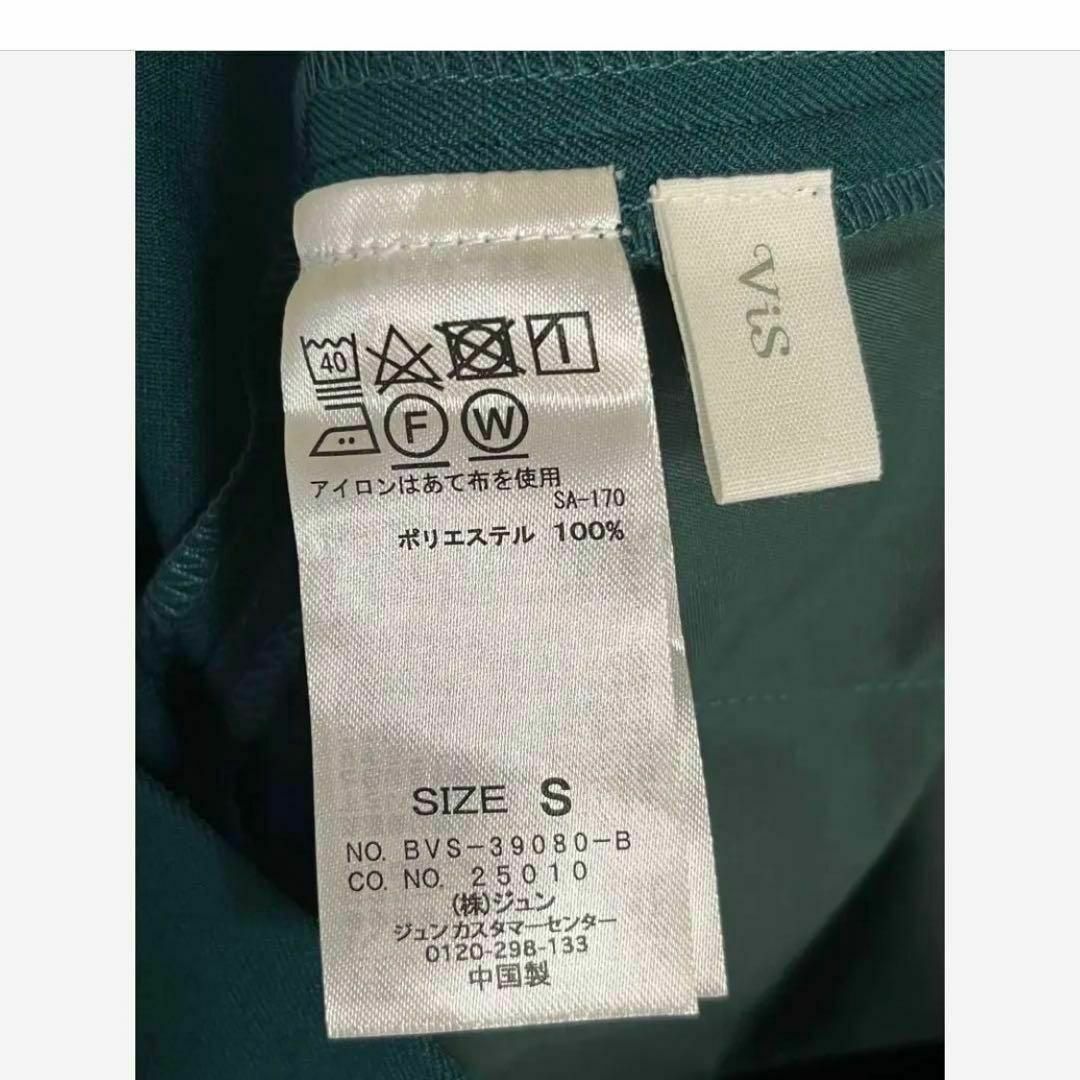 ViS
40
F W
アイロンはあて布を使用
SA-170
ポリエステル 100%
SIZE S
NO. BVS-39080-B
CO. NO. 25010
(株)ジュン
ジュンカスタマーセンター
0120-298-133
中国製